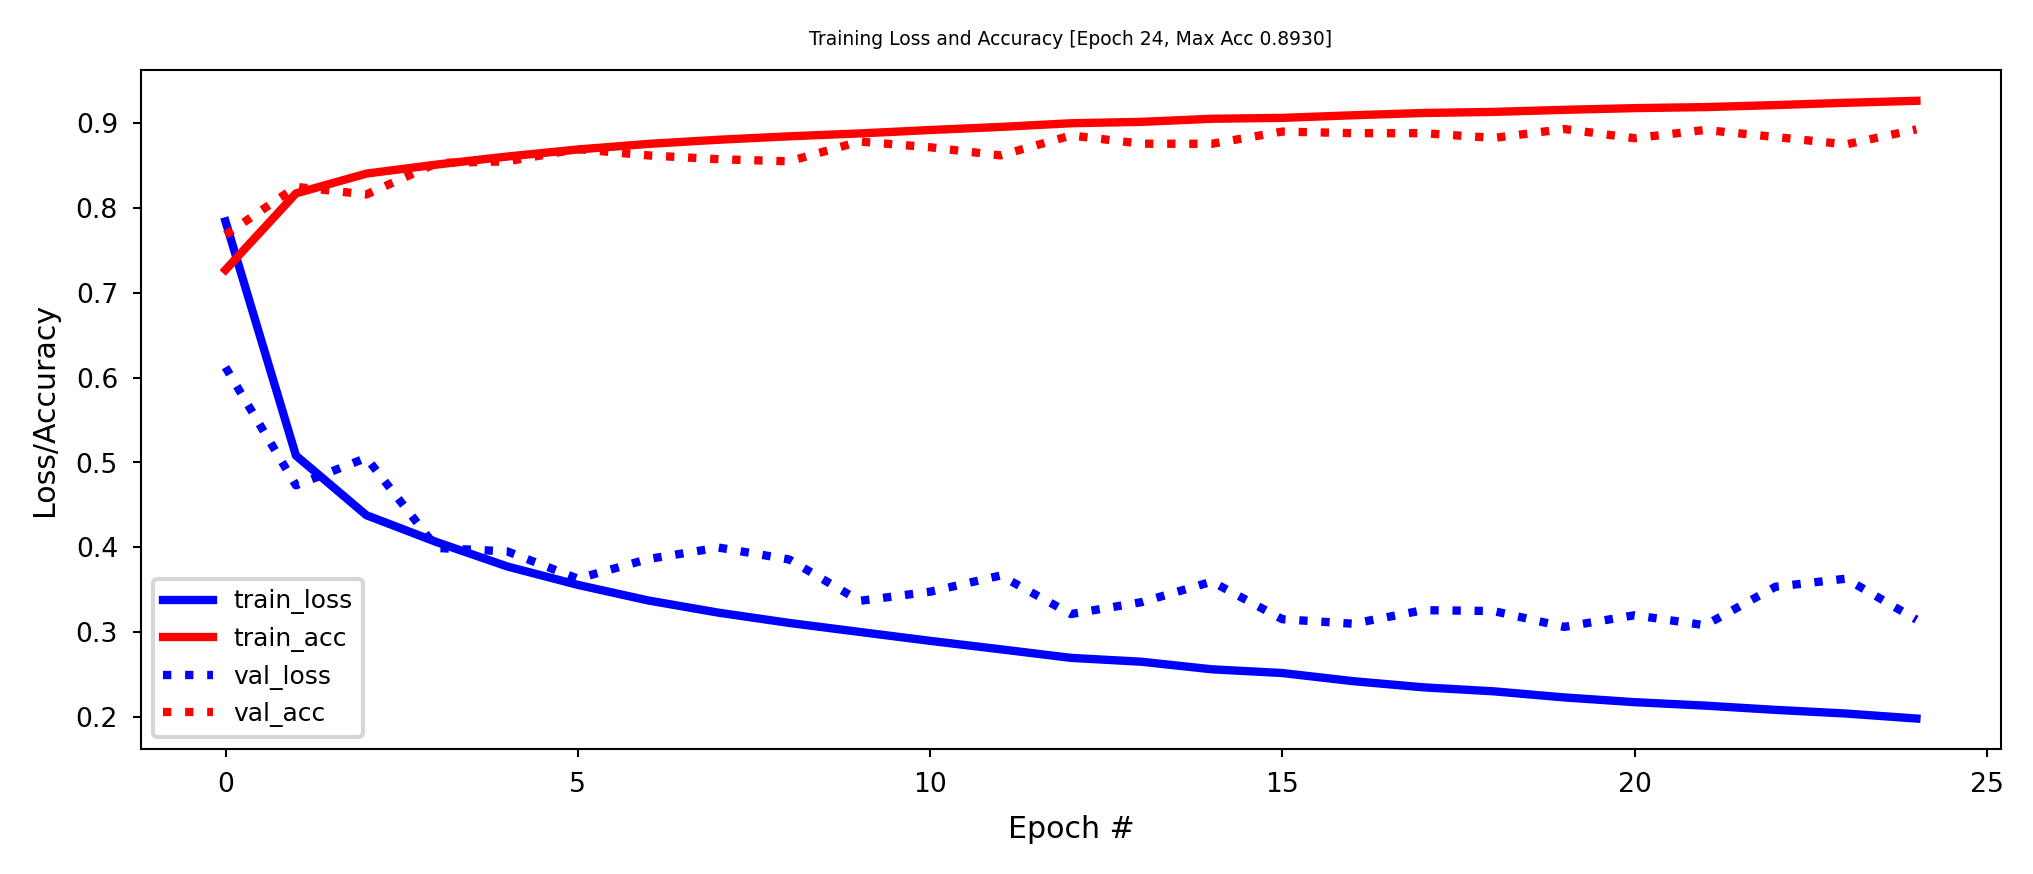 Training Loss and Accuracy [Epoch 24, Max Acc 0.8930]
Loss/Accuracy
0.9
0.8
0.7
0.6
0.5
0.4
0.3
0.2
train_loss
train_acc
val_loss
val_acc
0 5 10 15 20 25
Epoch #